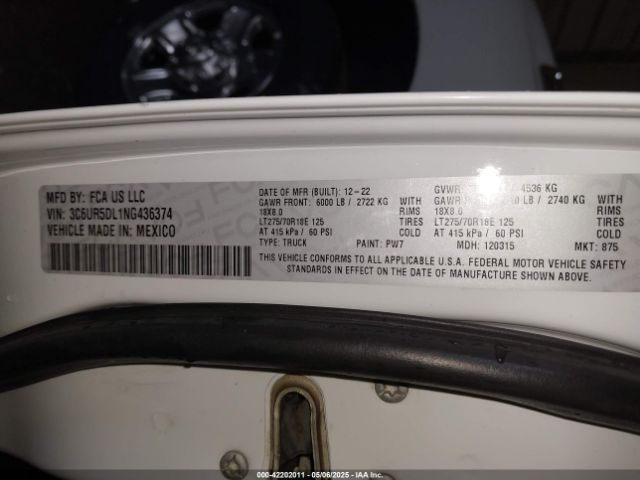 MFD BY: FCA US LLC
VIN: 3C6UR5DL1NG436374
VEHICLE MADE IN: MEXICO
DATE OF MFR (BUILT): 12-22 GVWR 4536 KG
GAWR FRONT: 6000 LB / 2722 KG WITH LB / 2740 KG WITH
18X8.0 RIMS 18X8.0 RIMS
LT275/70R18E 125 TIRES LT275/70R18E 125 TIRES
AT 415 kPa / 60 PSI COLD AT 415 kPa / 60 PSI COLD
TYPE: TRUCK PAINT: PW7 MDH: 120315 MKT: 875
THIS VEHICLE CONFORMS TO ALL APPLICABLE U.S.A. FEDERAL MOTOR VEHICLE SAFETY
STANDARDS IN EFFECT ON THE DATE OF MANUFACTURE SHOWN ABOVE.
000-42202011 - 05/06/2025 - IAA Inc.